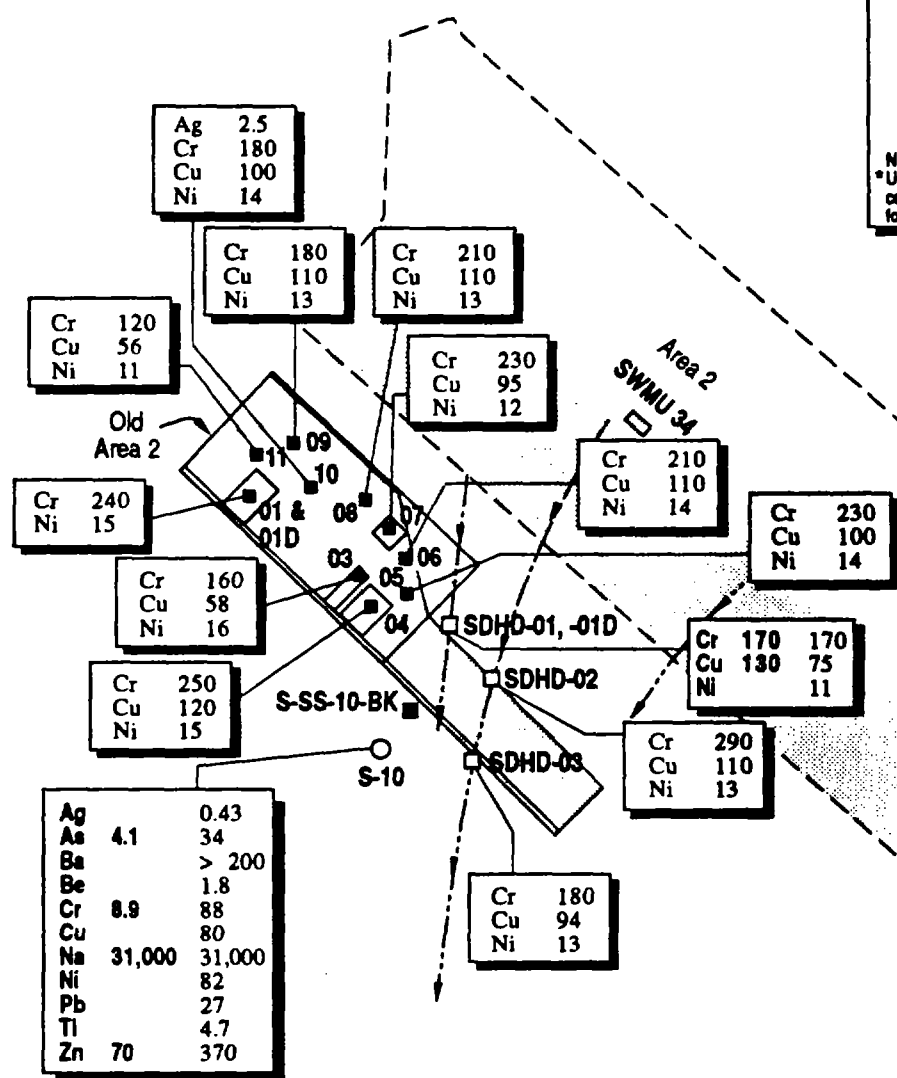 N
*U
co
fo
Ag 2.5
Cr 180
Cu 100
Ni 14
Cr 180
Cu 110
Ni 13
Cr 210
Cu 110
Ni 13
Cr 120
Cu 56
Ni 11
Cr 230
Cu 95
Ni 12
Area 2
SWMU 34
Old
Area 2
Cr 210
Cu 110
Ni 14
Cr 240
Ni 15
Cr 230
Cu 100
Ni 14
11
09
10
01 &
01D
08
07
06
03
05
04
Cr 160
Cu 58
Ni 16
SDHD-01, -01D
Cr 170 170
Cu 130 75
Ni 11
SDHD-02
Cr 250
Cu 120
Ni 15
S-SS-10-BK
Cr 290
Cu 110
Ni 13
S-10
SDHD-03
Ag 0.43
As 4.1 34
Ba > 200
Be 1.8
Cr 8.9 88
Cu 80
Na 31,000 31,000
Ni 82
Pb 27
Tl 4.7
Zn 70 370
Cr 180
Cu 94
Ni 13